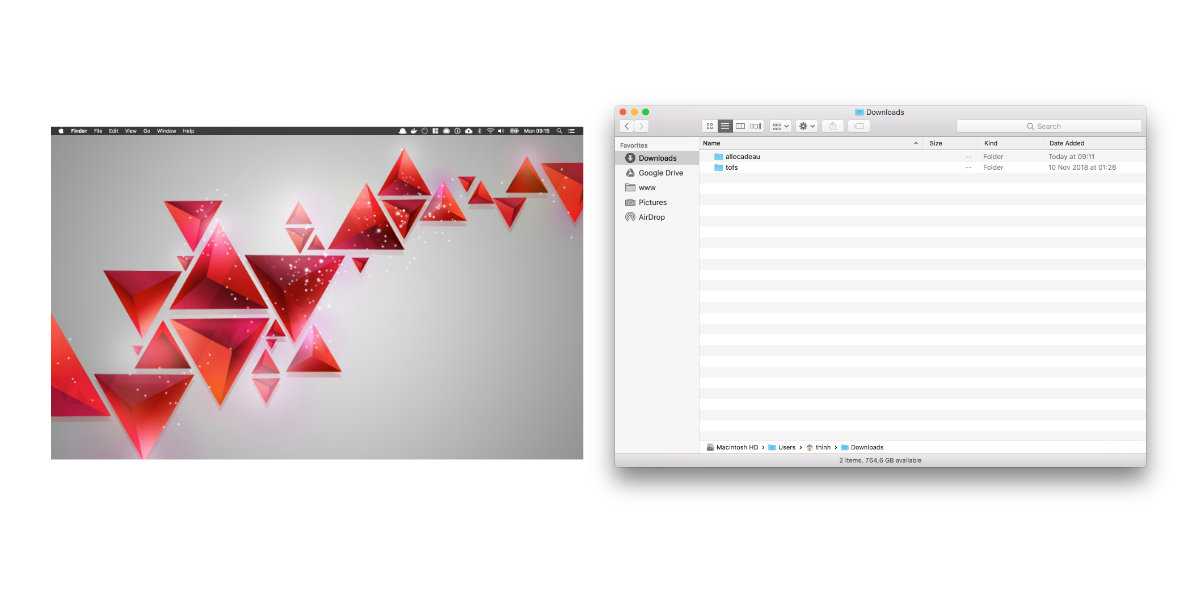 Finder File Edit View Go Window Help Mon 09:19
Downloads
Search
Favorites
Downloads
Google Drive
www
Pictures
AirDrop
Name Size Kind Date Added
allocadeau -- Folder Today at 09:11
tofs -- Folder 10 Nov 2018 at 01:26
Macintosh HD › Users › thinh › Downloads
2 items, 764.6 GB available